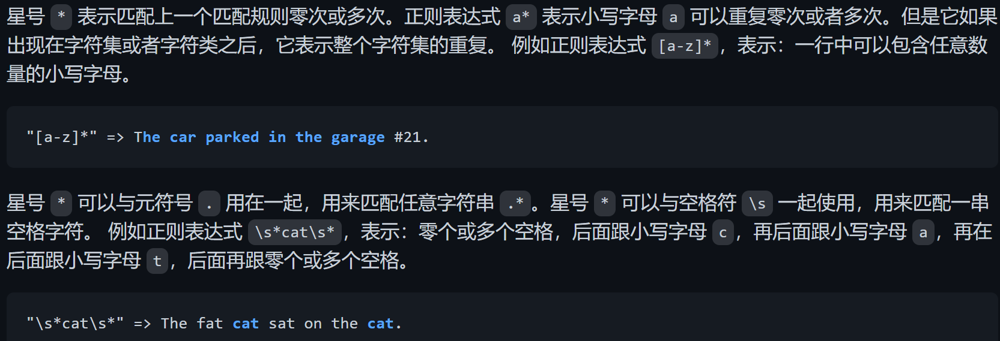 星号 * 表示匹配上一个匹配规则零次或多次。正则表达式 a* 表示小写字母 a 可以重复零次或者多次。但是它如果
出现在字符集或者字符类之后，它表示整个字符集的重复。 例如正则表达式 [a-z]*，表示：一行中可以包含任意数
量的小写字母。
"[a-z]*" => The car parked in the garage #21.
星号 * 可以与元符号 . 用在一起，用来匹配任意字符串 .*。星号 * 可以与空格符 \s 一起使用，用来匹配一串
空格字符。 例如正则表达式 \s*cat\s*，表示：零个或多个空格，后面跟小写字母 c，再后面跟小写字母 a，再在
后面跟小写字母 t，后面再跟零个或多个空格。
"\s*cat\s*" => The fat cat sat on the cat.